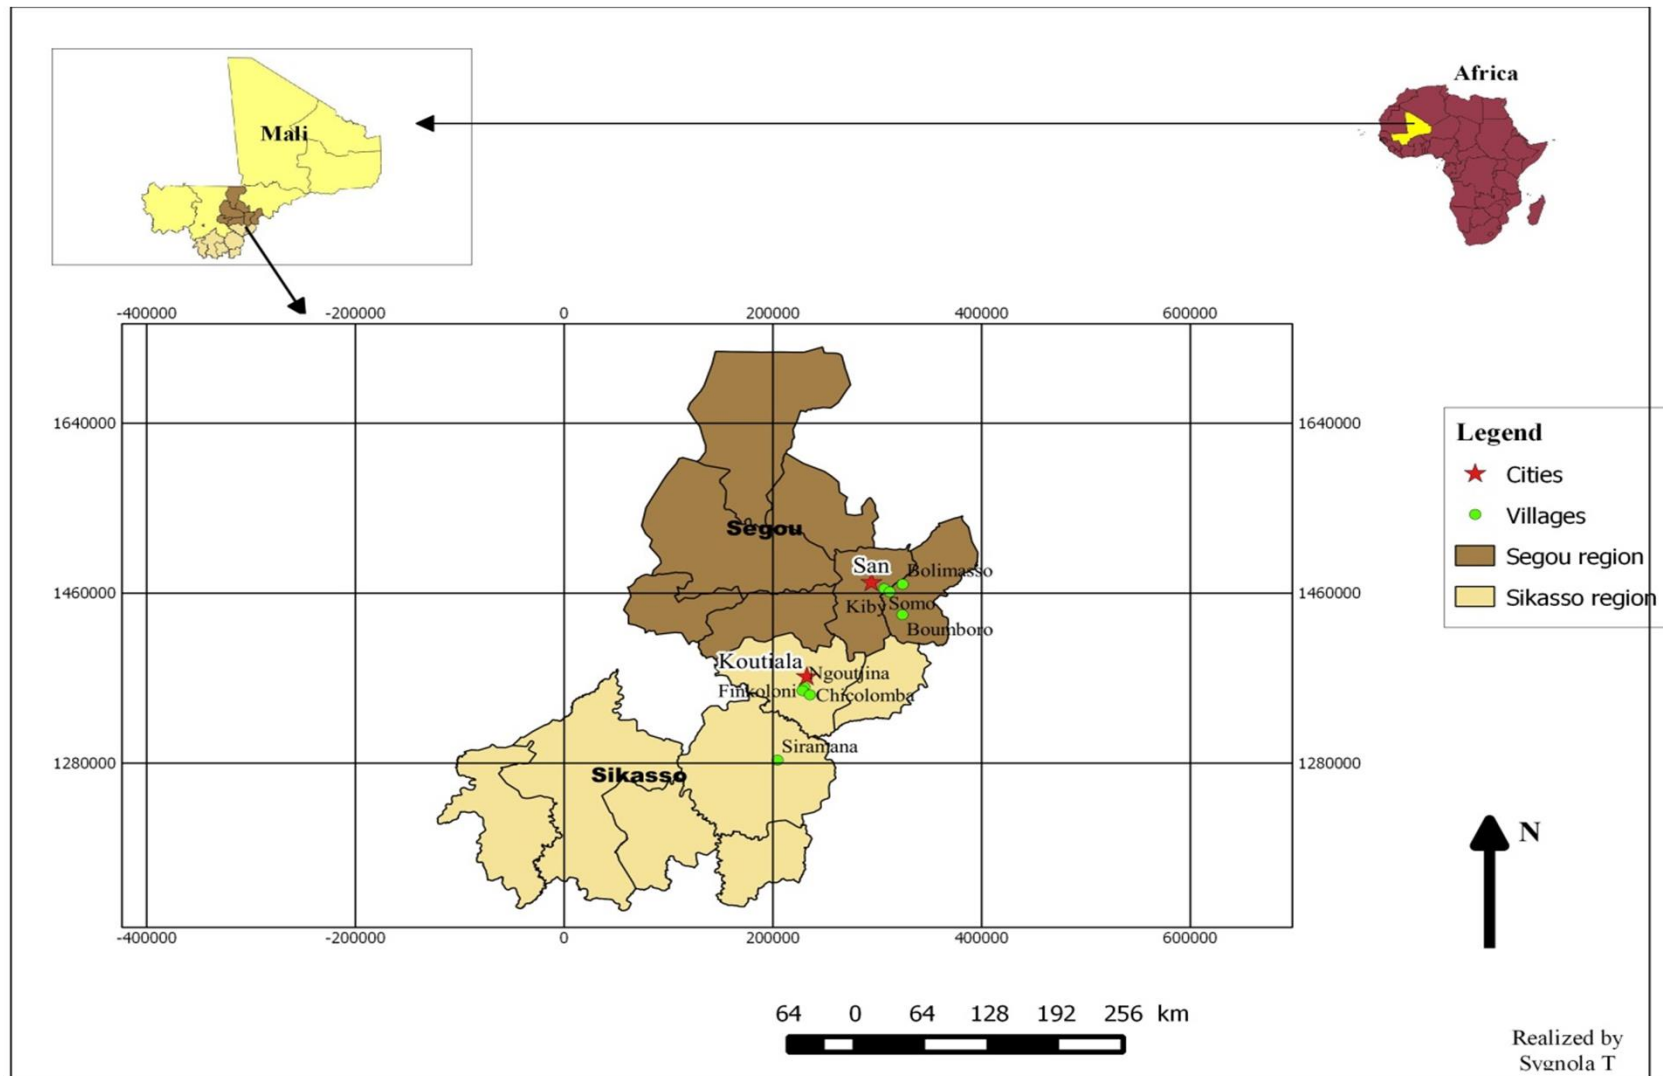 Africa
Mali
-400000 -200000 0 200000 400000 600000
1640000 1640000
Legend
Cities
Villages
Segou region
Sikasso region
Segou
San
Bolimasso
1460000 1460000
Kiby Somo
Boumboro
Koutiala
Ngoutjina
Finkoloni Chicolomba
Siramana
1280000 1280000
Sikasso
N
-400000 -200000 0 200000 400000 600000
64 0 64 128 192 256 km
Realized by
Sygnola T